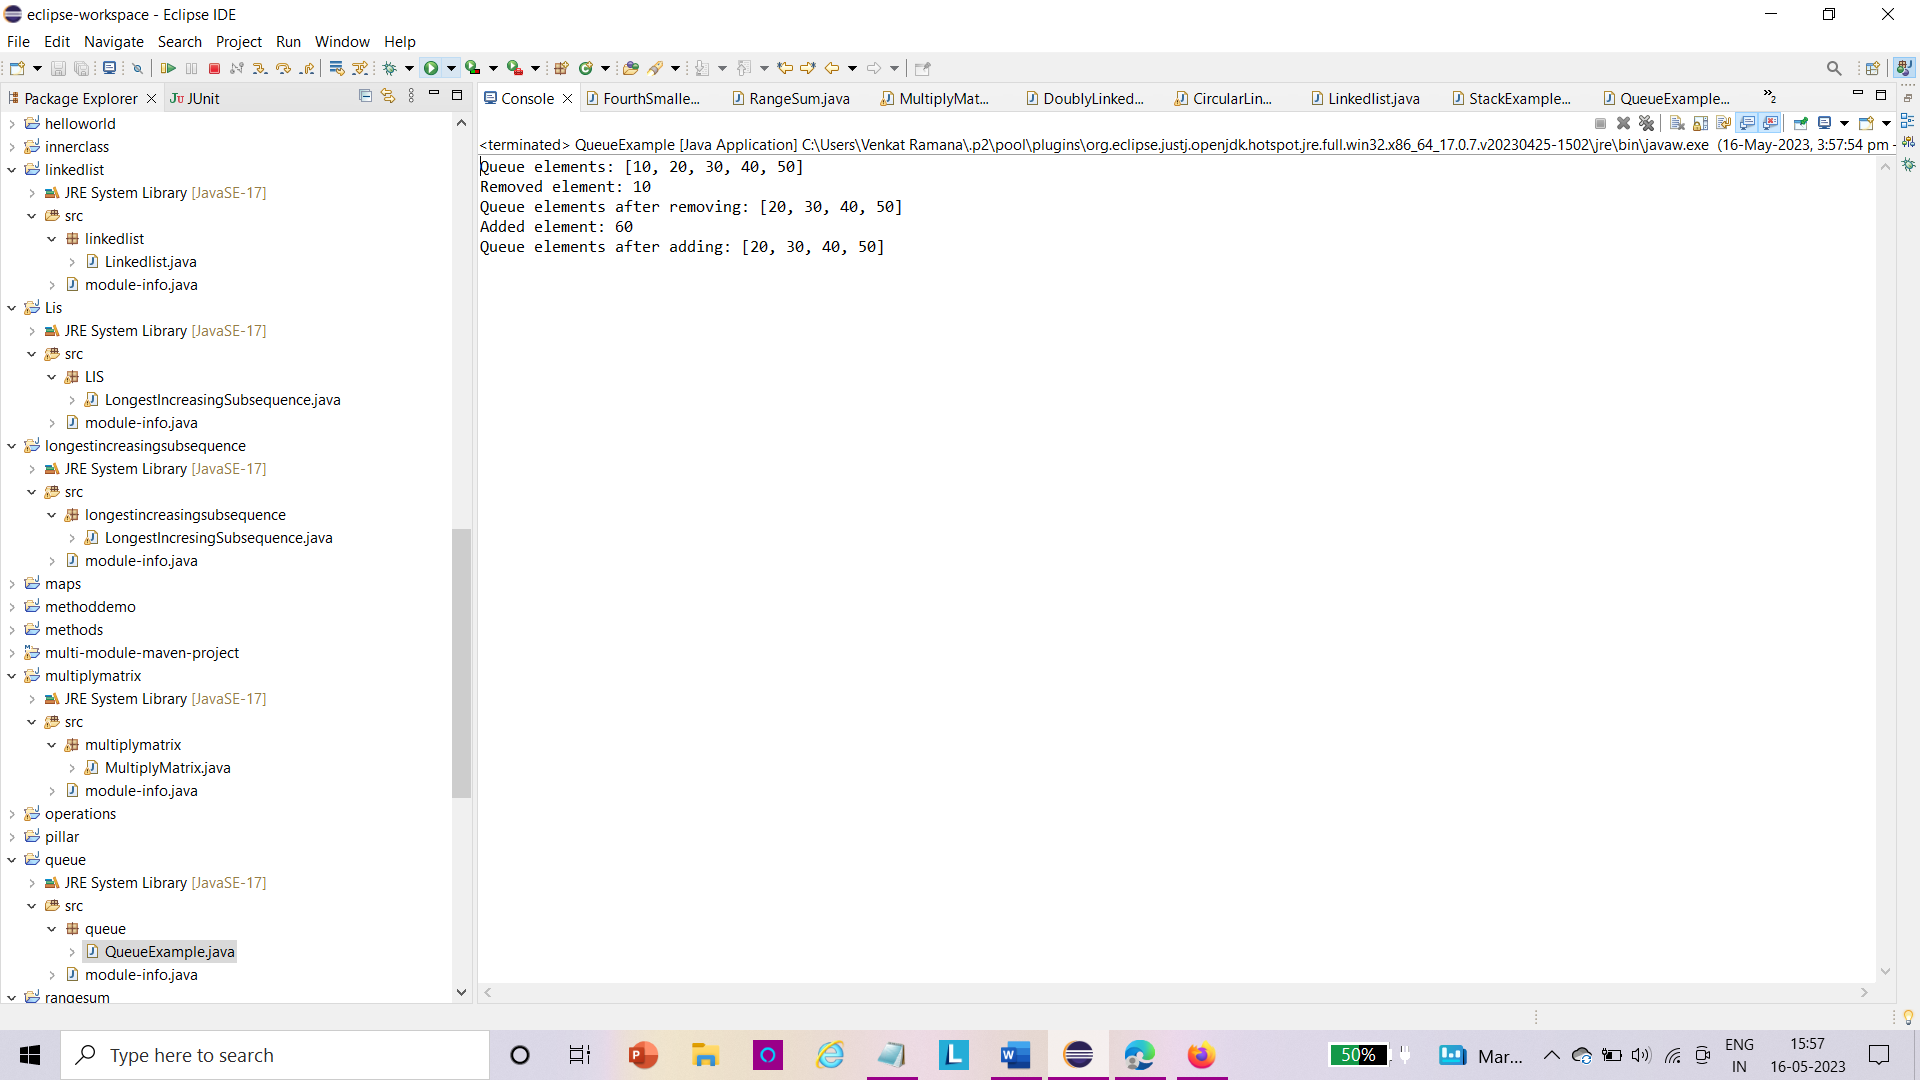 eclipse-workspace - Eclipse IDE
File Edit Navigate Search Project Run Window Help
Package Explorer JUnit
Console FourthSmalle... RangeSum.java MultiplyMat... DoublyLinked... CircularLin... Linkedlist.java StackExample... QueueExample... »2
<terminated> QueueExample [Java Application] C:\Users\Venkat Ramana\.p2\pool\plugins\org.eclipse.justj.openjdk.hotspot.jre.full.win32.x86_64_17.0.7.v20230425-1502\jre\bin\javaw.exe (16-May-2023, 3:57:54 pm –
Queue elements: [10, 20, 30, 40, 50]
Removed element: 10
Queue elements after removing: [20, 30, 40, 50]
Added element: 60
Queue elements after adding: [20, 30, 40, 50]
helloworld
innerclass
linkedlist
JRE System Library [JavaSE-17]
src
linkedlist
Linkedlist.java
module-info.java
Lis
JRE System Library [JavaSE-17]
src
LIS
LongestIncreasingSubsequence.java
module-info.java
longestincreasingsubsequence
JRE System Library [JavaSE-17]
src
longestincreasingsubsequence
LongestIncresingSubsequence.java
module-info.java
maps
methoddemo
methods
multi-module-maven-project
multiplymatrix
JRE System Library [JavaSE-17]
src
multiplymatrix
MultiplyMatrix.java
module-info.java
operations
pillar
queue
JRE System Library [JavaSE-17]
src
queue
QueueExample.java
module-info.java
rangesum
Type here to search
50%
Mar...
ENG
IN
15:57
16-05-2023